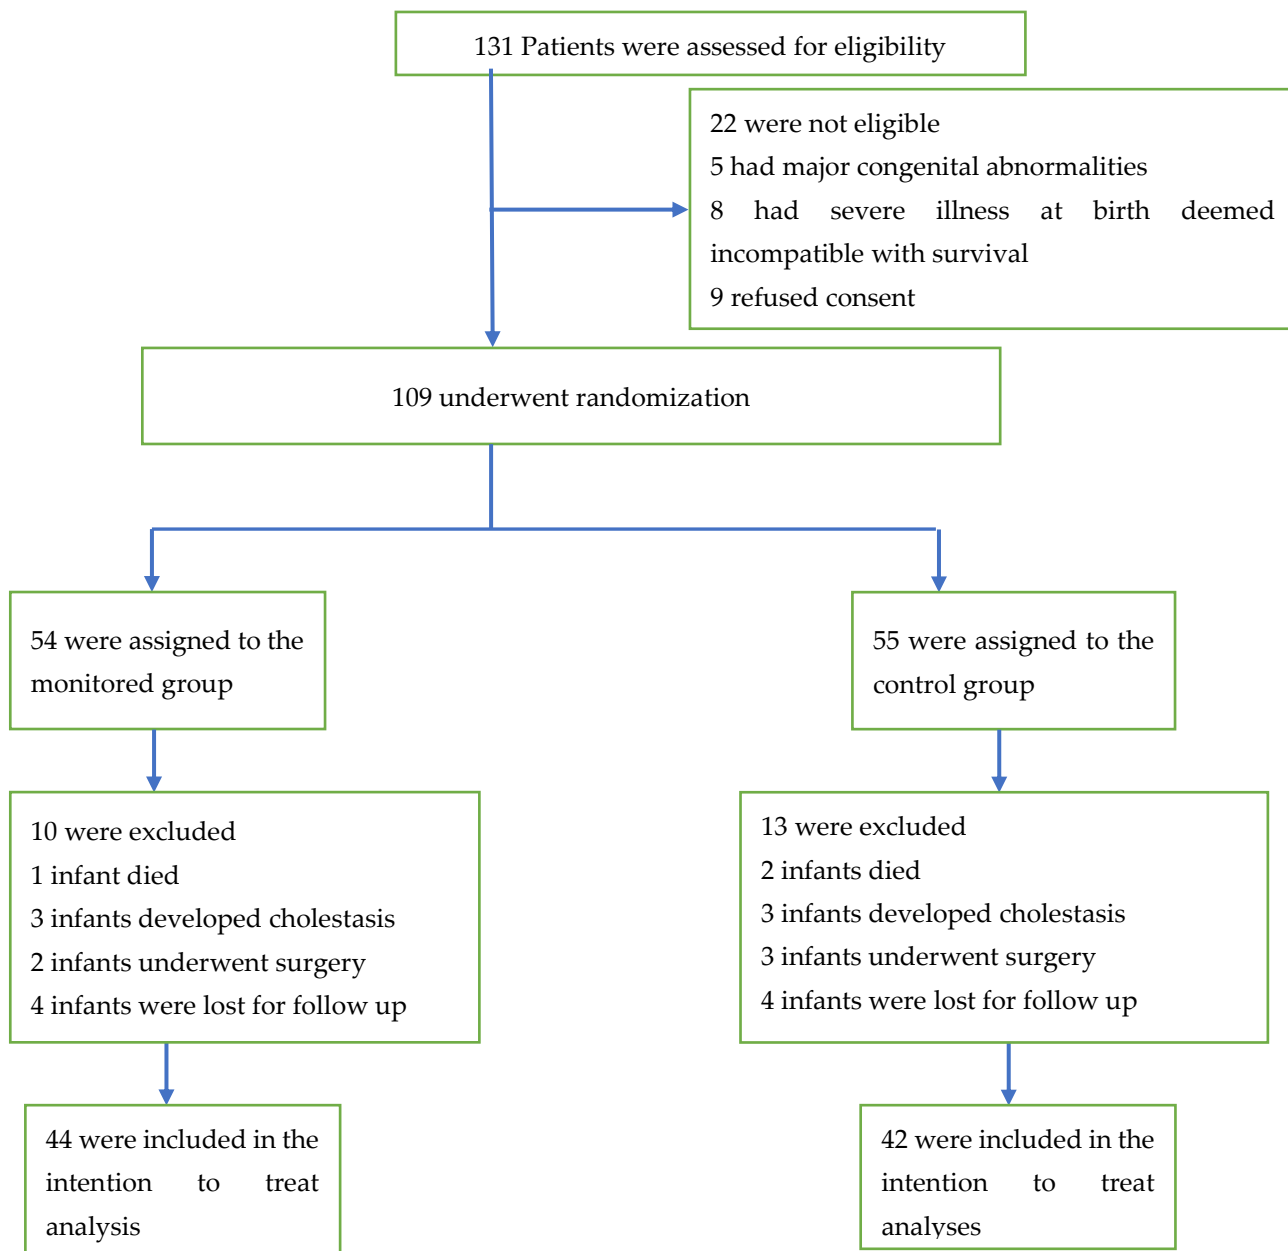 131 Patients were assessed for eligibility
22 were not eligible
5 had major congenital abnormalities
8 had severe illness at birth deemed
incompatible with survival
9 refused consent
109 underwent randomization
54 were assigned to the
monitored group
55 were assigned to the
control group
10 were excluded
1 infant died
3 infants developed cholestasis
2 infants underwent surgery
4 infants were lost for follow up
13 were excluded
2 infants died
3 infants developed cholestasis
3 infants underwent surgery
4 infants were lost for follow up
44 were included in the
intention to treat
analysis
42 were included in the
intention to treat
analyses